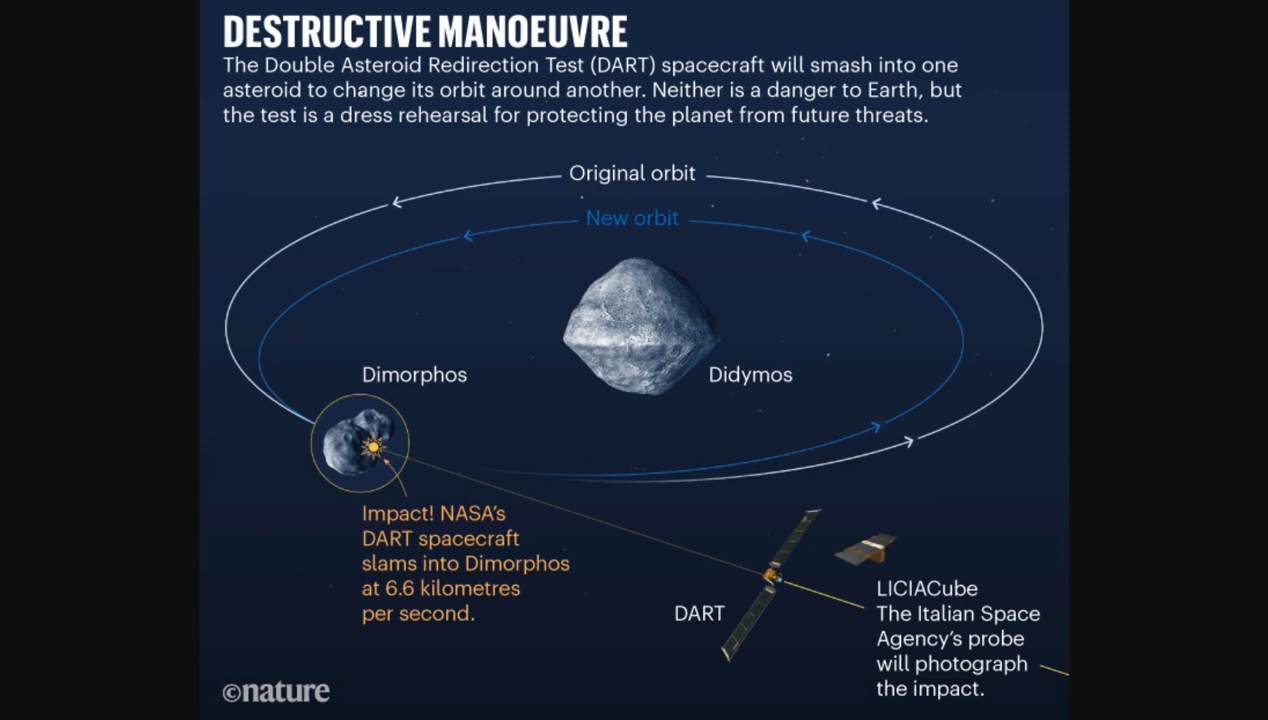 DESTRUCTIVE MANOEUVRE
The Double Asteroid Redirection Test (DART) spacecraft will smash into one
asteroid to change its orbit around another. Neither is a danger to Earth, but
the test is a dress rehearsal for protecting the planet from future threats.
Original orbit
New orbit
Dimorphos
Didymos
Impact! NASA's
DART spacecraft
slams into Dimorphos
at 6.6 kilometres
per second.
DART
LICIACube
The Italian Space
Agency's probe
will photograph
the impact.
©nature